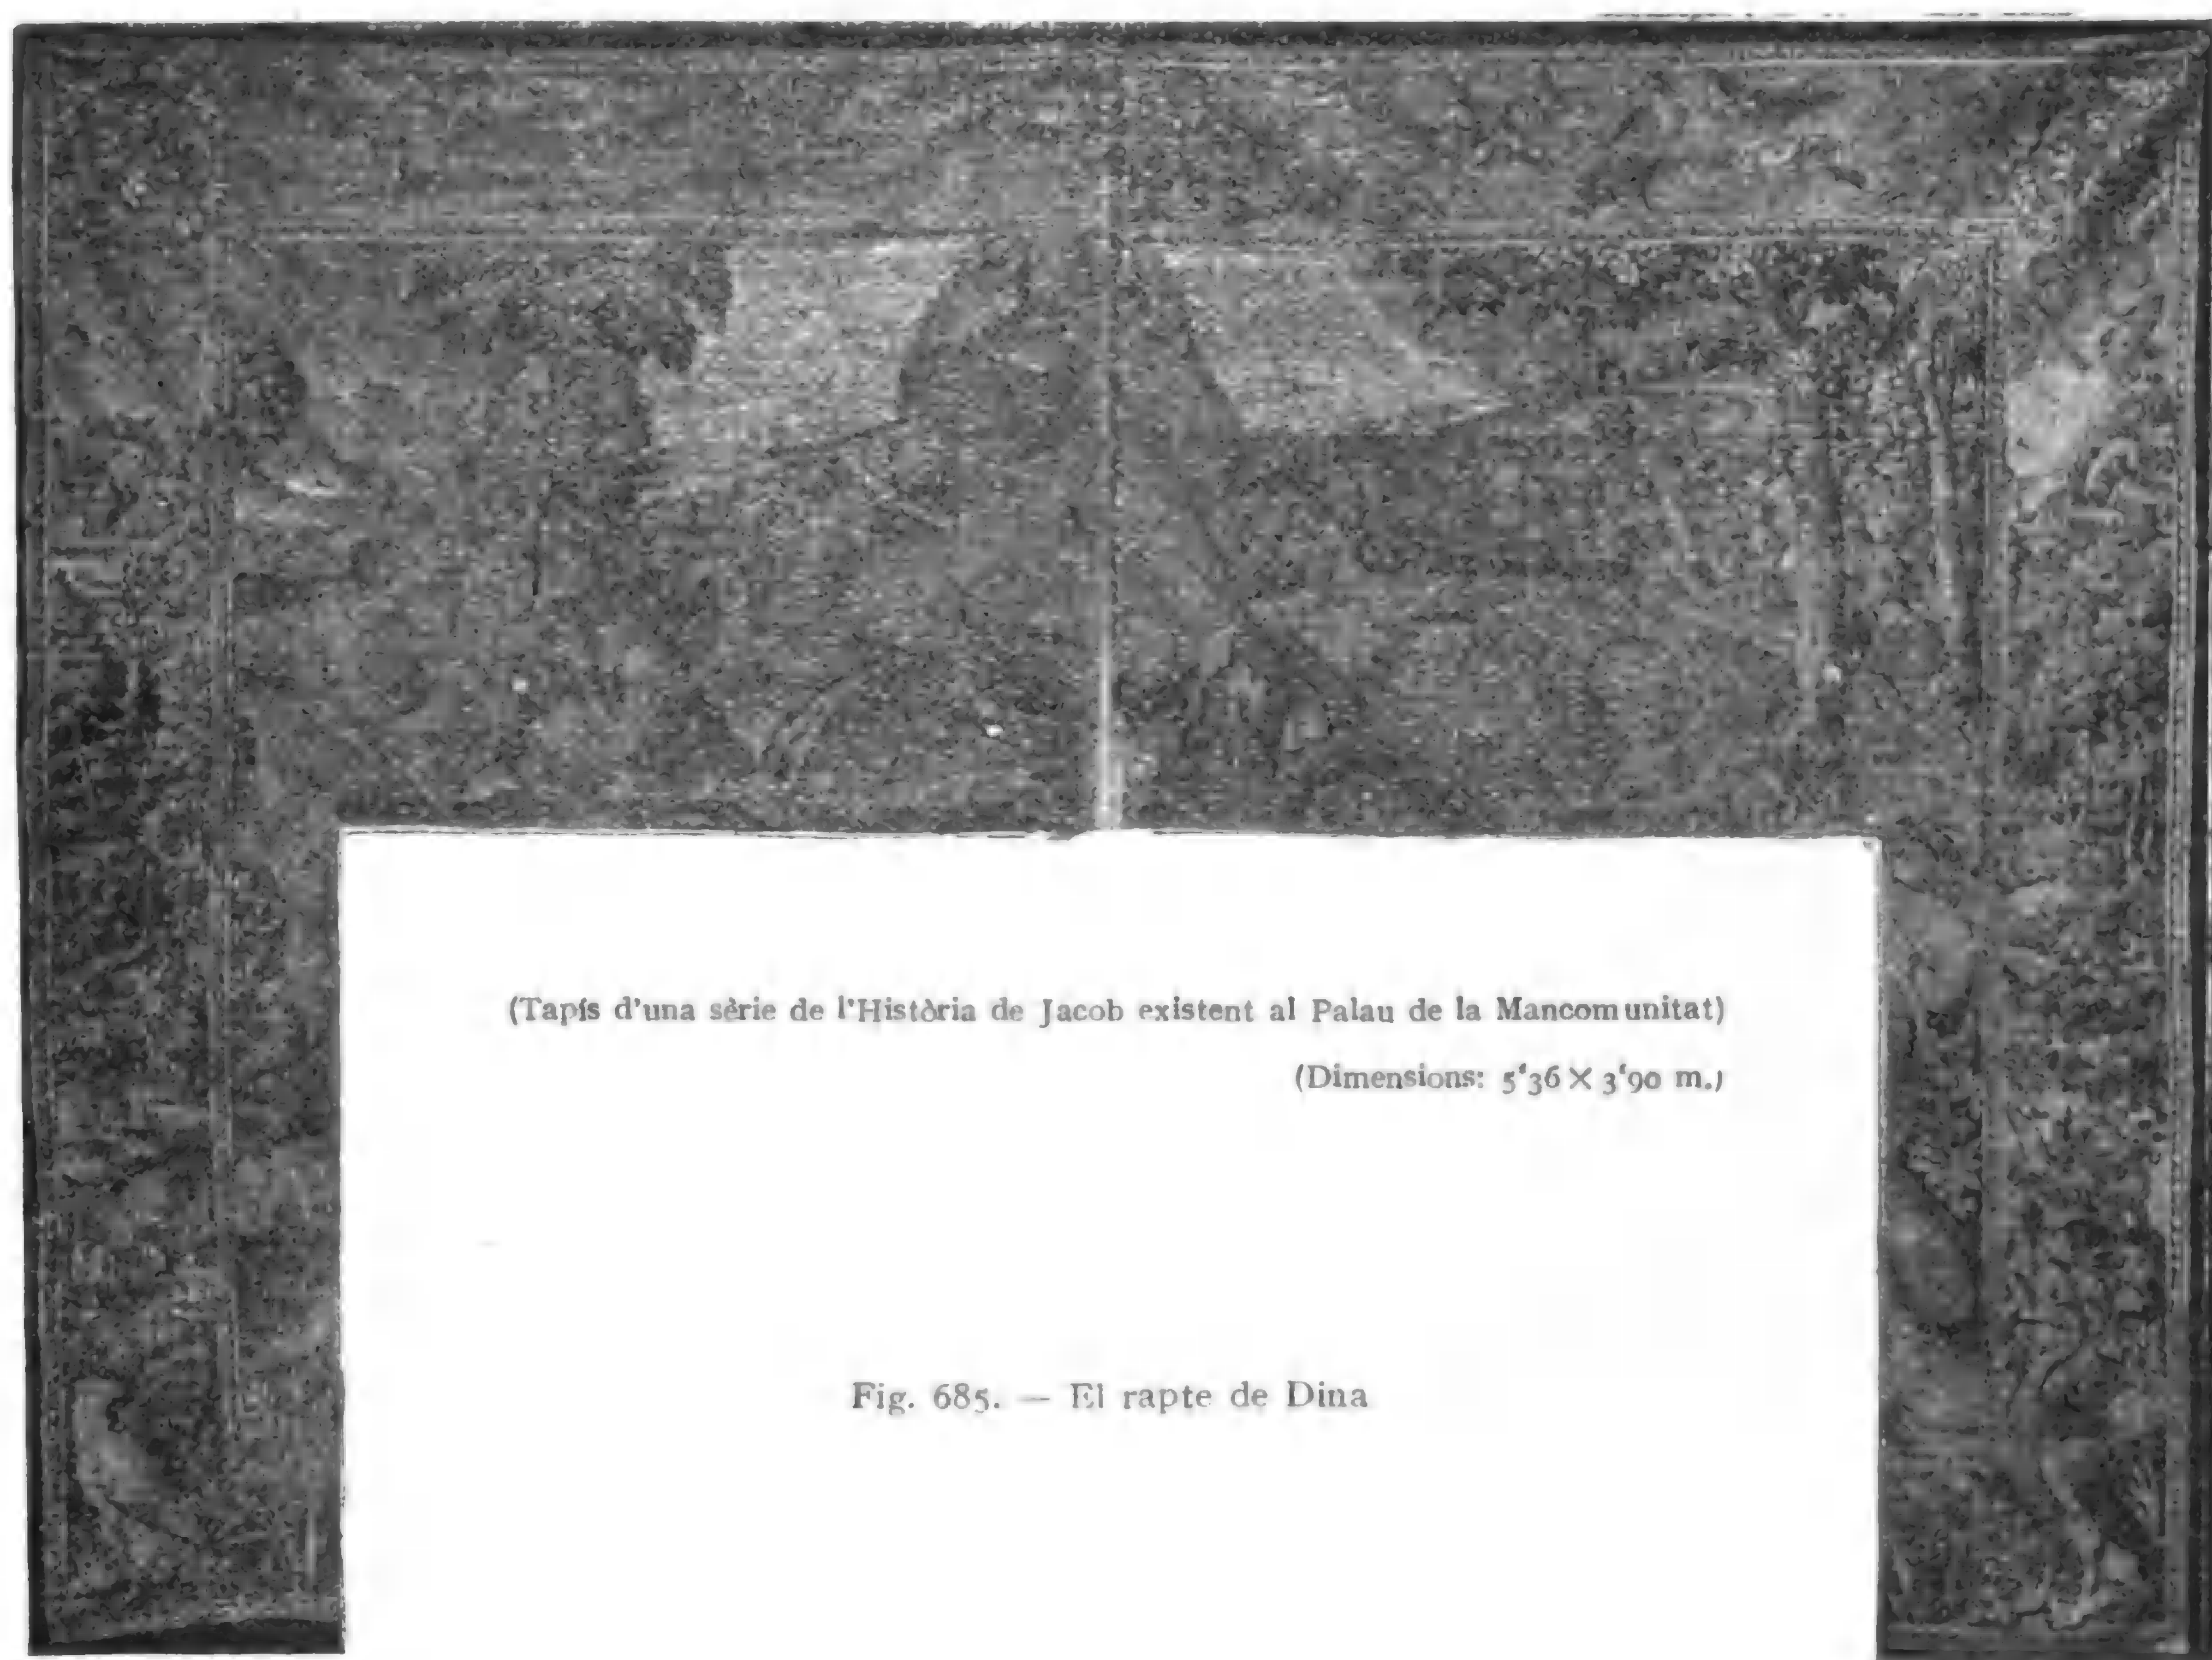 (Tapís d'una sèrie de l'Història de Jacob existent al Palau de la Mancomunitat)
(Dimensions: 5'36 × 3'90 m.)
Fig. 685. — El rapte de Dina